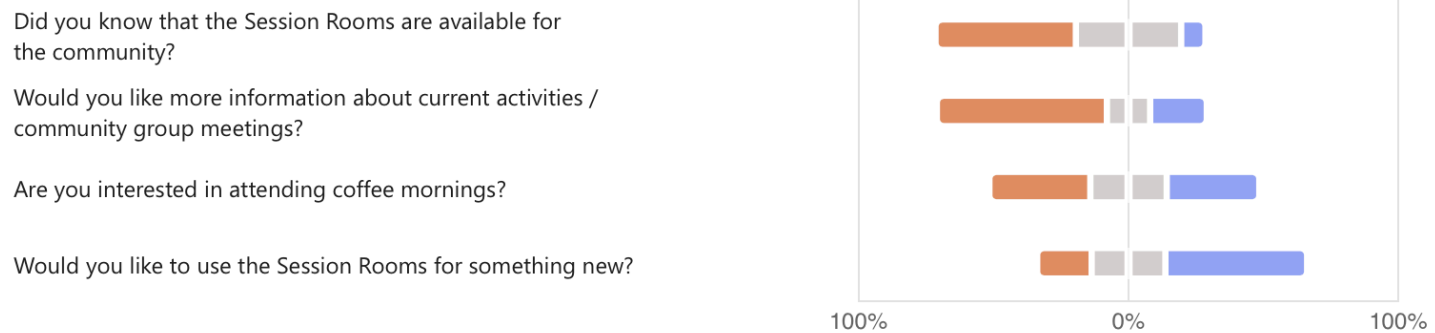 Did you know that the Session Rooms are available for
the community?
Would you like more information about current activities /
community group meetings?
Are you interested in attending coffee mornings?
Would you like to use the Session Rooms for something new?
100%
0%
100%